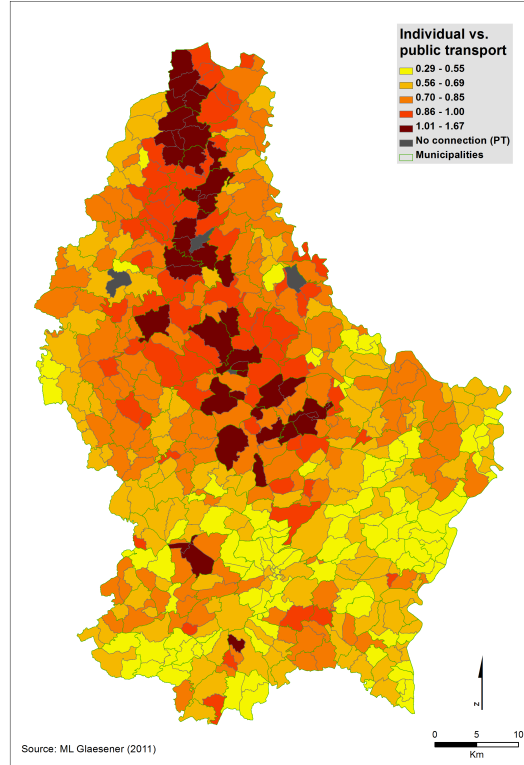 Individual vs.
public transport
0.29 - 0.55
0.56 - 0.69
0.70 - 0.85
0.86 - 1.00
1.01 - 1.67
No connection (PT)
Municipalities
N
Source: ML Glaesener (2011)
0 5 10
Km